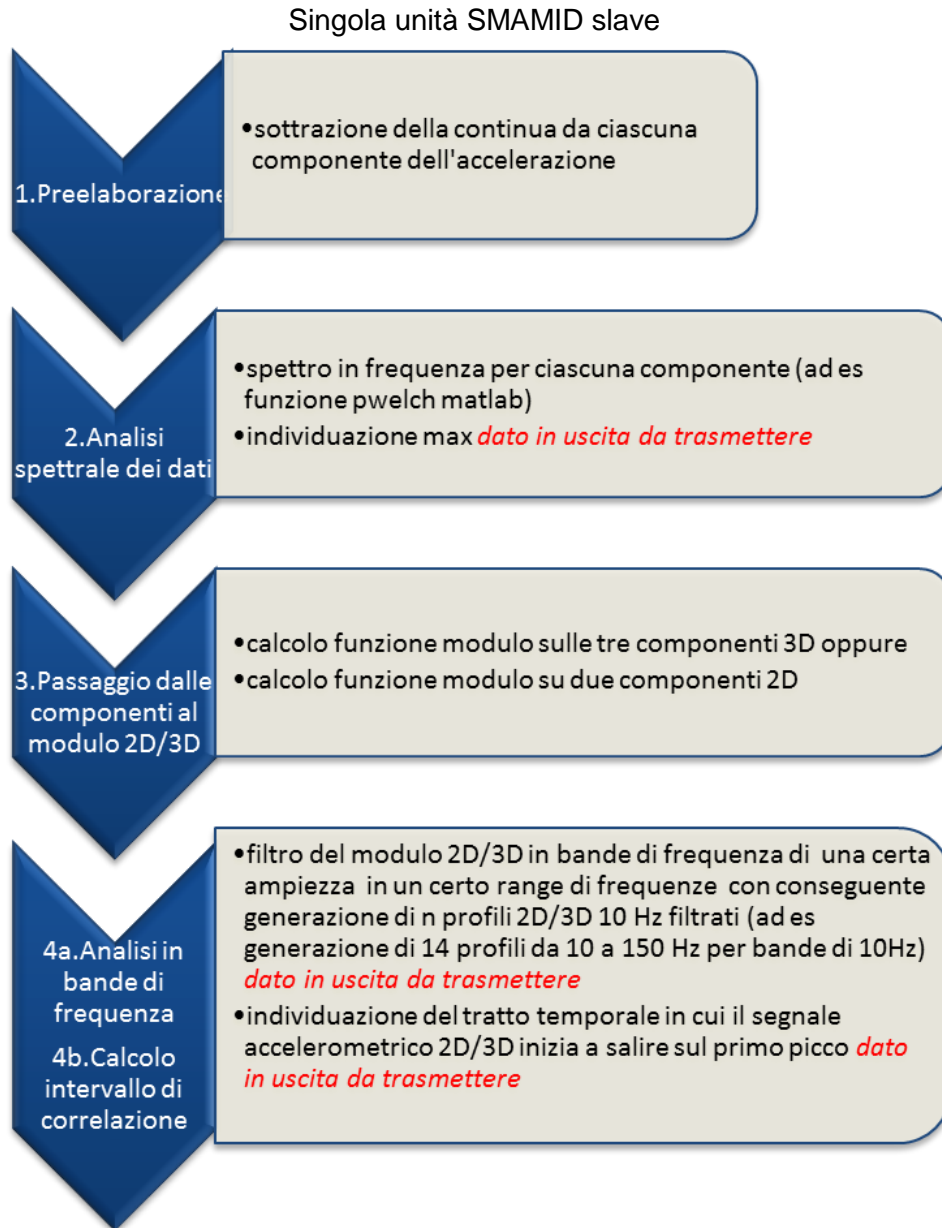 Singola unità SMAMID slave
1.Preelaborazione
•sottrazione della continua da ciascuna
componente dell'accelerazione
2.Analisi
spettrale dei dati
•spettro in frequenza per ciascuna componente (ad es
funzione pwelch matlab)
•individuazione max dato in uscita da trasmettere
3.Passaggio dalle
componenti al
modulo 2D/3D
•calcolo funzione modulo sulle tre componenti 3D oppure
•calcolo funzione modulo su due componenti 2D
4a.Analisi in
bande di
frequenza
4b.Calcolo
intervallo di
correlazione
•filtro del modulo 2D/3D in bande di frequenza di una certa
ampiezza in un certo range di frequenze con conseguente
generazione di n profili 2D/3D 10 Hz filtrati (ad es
generazione di 14 profili da 10 a 150 Hz per bande di 10Hz)
dato in uscita da trasmettere
•individuazione del tratto temporale in cui il segnale
accelerometrico 2D/3D inizia a salire sul primo picco dato
in uscita da trasmettere